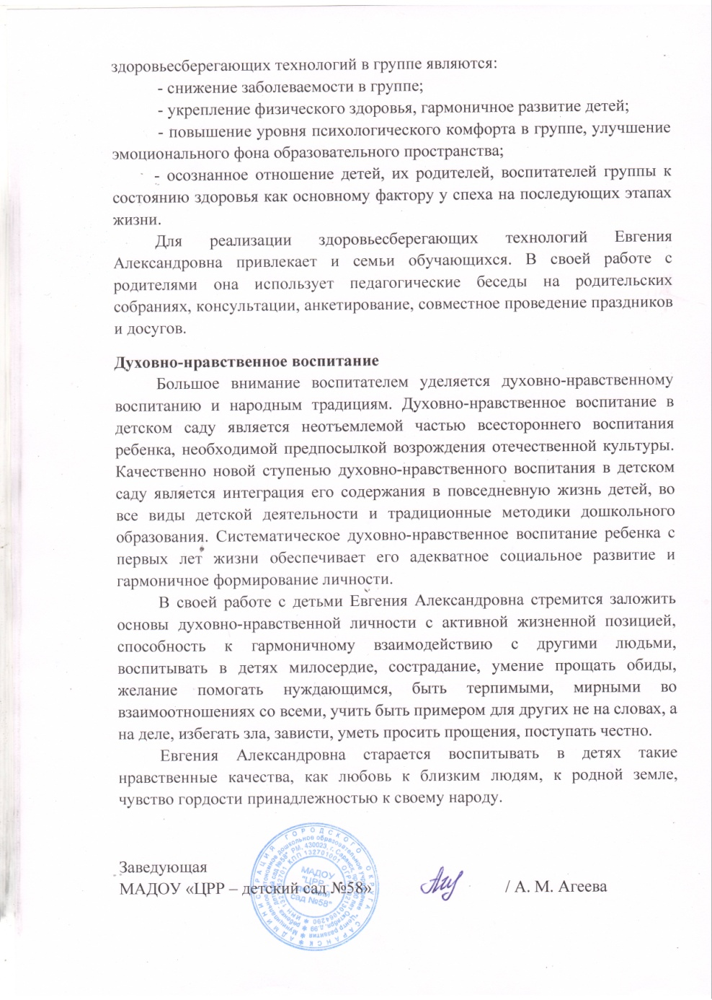 здоровьесберегающих технологий в группе являются:
- снижение заболеваемости в группе;
- укрепление физического здоровья, гармоничное развитие детей;
- повышение уровня психологического комфорта в группе, улучшение
эмоционального фона образовательного пространства;
- осознанное отношение детей, их родителей, воспитателей группы к
состоянию здоровья как основному фактору у спеха на последующих этапах
жизни.
Для реализации здоровьесберегающих технологий Евгения
Александровна привлекает и семьи обучающихся. В своей работе с
родителями она использует педагогические беседы на родительских
собраниях, консультации, анкетирование, совместное проведение праздников
и досугов.
Духовно-нравственное воспитание
Большое внимание воспитателем уделяется духовно-нравственному
воспитанию и народным традициям. Духовно-нравственное воспитание в
детском саду является неотъемлемой частью всестороннего воспитания
ребенка, необходимой предпосылкой возрождения отечественной культуры.
Качественно новой ступенью духовно-нравственного воспитания в детском
саду является интеграция его содержания в повседневную жизнь детей, во
все виды детской деятельности и традиционные методики дошкольного
образования. Систематическое духовно-нравственное воспитание ребенка с
первых лет жизни обеспечивает его адекватное социальное развитие и
гармоничное формирование личности.
В своей работе с детьми Евгения Александровна стремится заложить
основы духовно-нравственной личности с активной жизненной позицией,
способность к гармоничному взаимодействию с другими людьми,
воспитывать в детях милосердие, сострадание, умение прощать обиды,
желание помогать нуждающимся, быть терпимыми, мирными во
взаимоотношениях со всеми, учить быть примером для других не на словах, а
на деле, избегать зла, зависти, уметь просить прощения, поступать честно.
Евгения Александровна старается воспитывать в детях такие
нравственные качества, как любовь к близким людям, к родной земле,
чувство гордости принадлежностью к своему народу.
Заведующая
МАДОУ «ЦРР – детский сад №58» / А. М. Агеева
АДМИНИСТРАЦИЯ ГОРОДСКОГО ОКРУГА САРАНСК
МАДОУ
"ЦРР -
детский
сад №58"